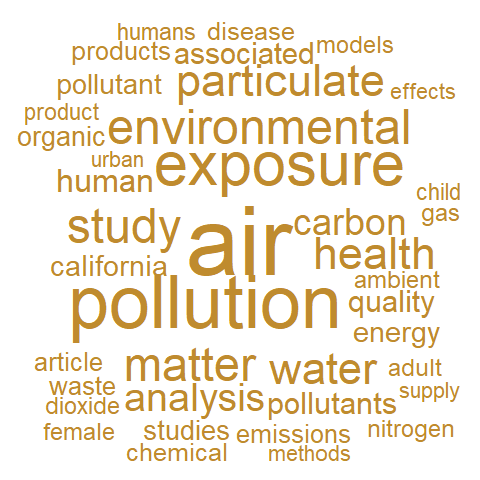 humans disease
products associated models
pollutant particulate effects
product
organic environmental
urban exposure
human child
study air carbon gas
california health
pollution ambient
quality
energy
article matter water adult
waste supply
dioxide analysis pollutants
female studies emissions nitrogen
chemical methods